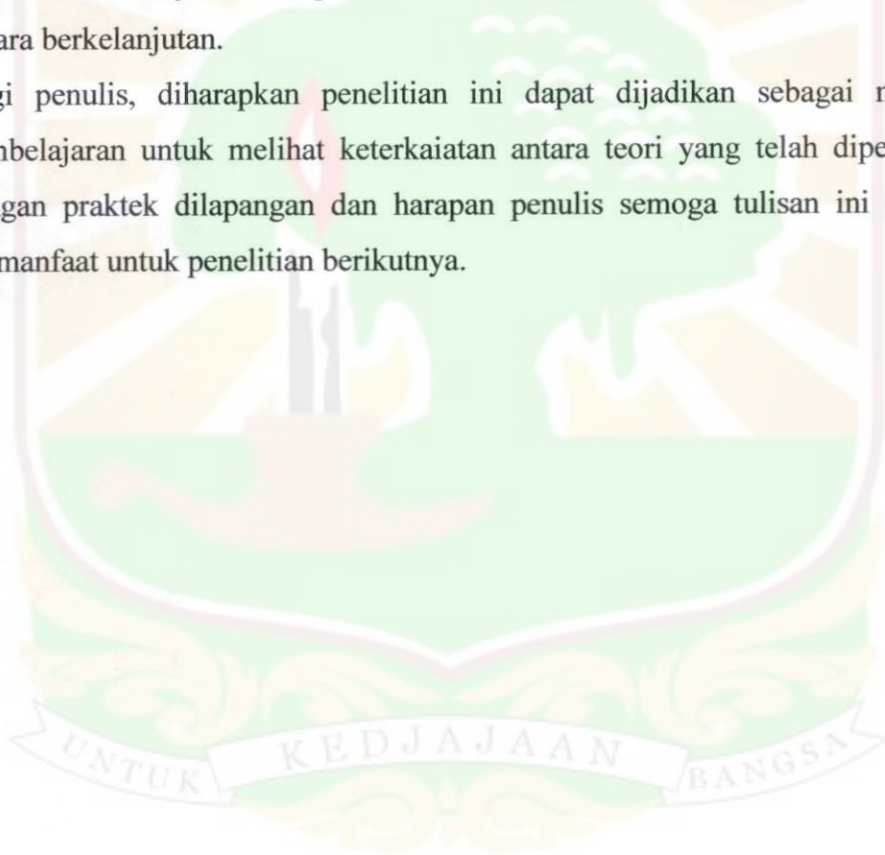 ara berkelanjutan.
gi penulis, diharapkan penelitian ini dapat dijadikan sebagai
mbelajaran untuk melihat keterkaiatan antara teori yang telah dipe
gan praktek dilapangan dan harapan penulis semoga tulisan ini
manfaat untuk penelitian berikutnya.
UNTUK KEDJAJAAN BANGSA